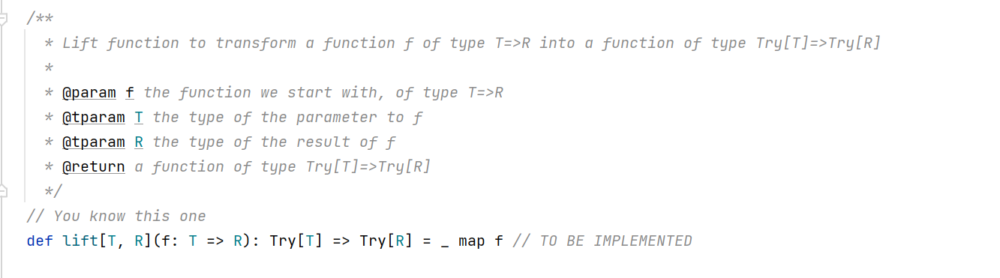 /**
* Lift function to transform a function f of type T=>R into a function of type Try[T]=>Try[R]
*
* @param f the function we start with, of type T=>R
* @tparam T the type of the parameter to f
* @tparam R the type of the result of f
* @return a function of type Try[T]=>Try[R]
*/
// You know this one
def lift[T, R](f: T => R): Try[T] => Try[R] = _ map f // TO BE IMPLEMENTED